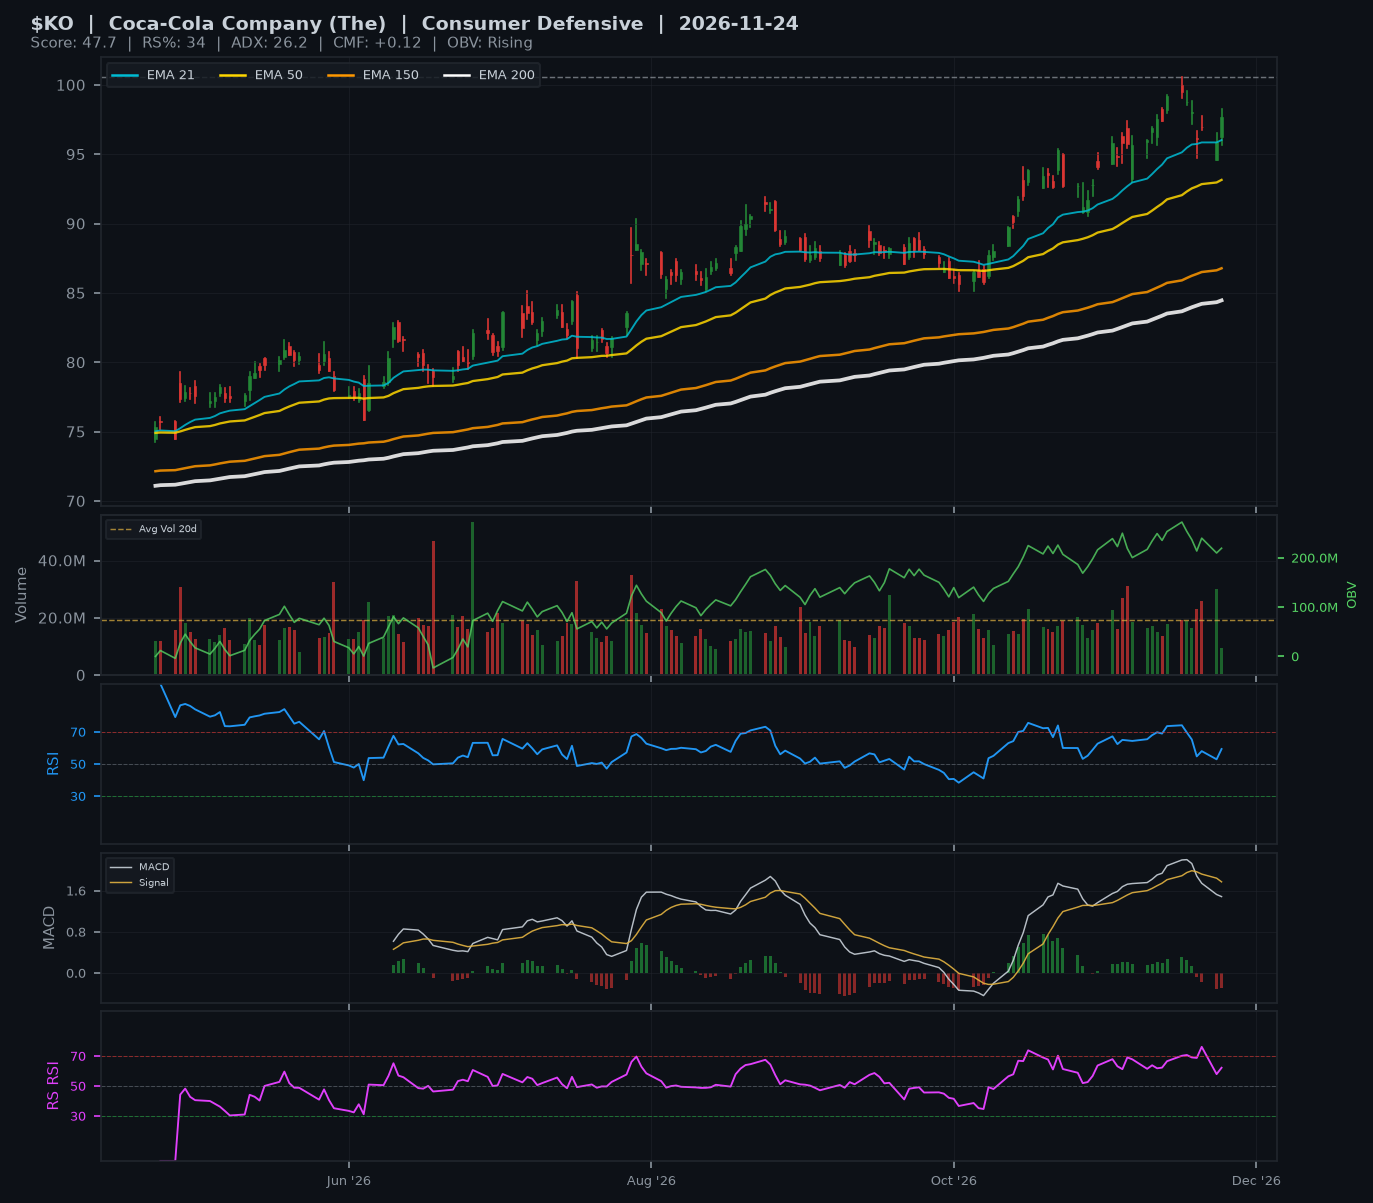 $KO | Coca-Cola Company (The) | Consumer Defensive | 2026-11-24
Score: 47.7 | RS%: 34 | ADX: 26.2 | CMF: +0.12 | OBV: Rising
EMA 21 EMA 50 EMA 150 EMA 200
100
95
90
85
80
75
70
Avg Vol 20d
Volume
40.0M
20.0M
0
200.0M
100.0M
0
OBV
RSI
70
50
30
MACD
Signal
MACD
1.6
0.8
0.0
RS RSI
70
50
30
Jun '26 Aug '26 Oct '26 Dec '26